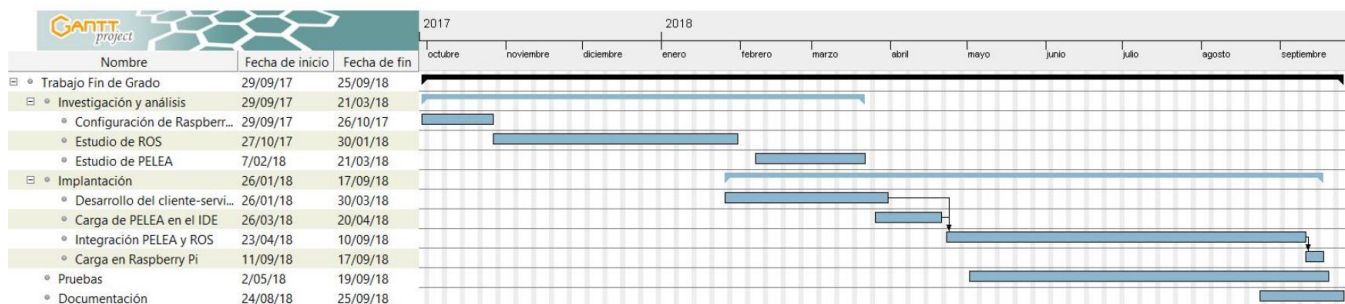 GANTT project
2017 2018
octubre noviembre diciembre enero febrero marzo abril mayo junio julio agosto septiembre
Nombre Fecha de inicio Fecha de fin
Trabajo Fin de Grado 29/09/17 25/09/18
Investigación y análisis 29/09/17 21/03/18
Configuración de Raspberr... 29/09/17 26/10/17
Estudio de ROS 27/10/17 30/01/18
Estudio de PELEA 7/02/18 21/03/18
Implantación 26/01/18 17/09/18
Desarrollo del cliente-servi... 26/01/18 30/03/18
Carga de PELEA en el IDE 26/03/18 20/04/18
Integración PELEA y ROS 23/04/18 10/09/18
Carga en Raspberry Pi 11/09/18 17/09/18
Pruebas 2/05/18 19/09/18
Documentación 24/08/18 25/09/18